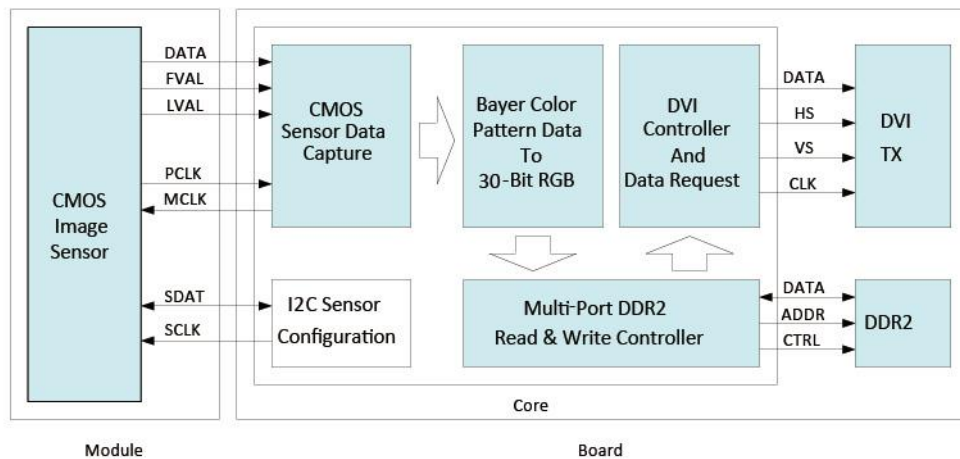 DATA
FVAL
LVAL
PCLK
MCLK
SDAT
SCLK
CMOS
Image
Sensor
CMOS
Sensor Data
Capture
Bayer Color
Pattern Data
To
30-Bit RGB
DVI
Controller
And
Data Request
DATA
HS
VS
CLK
DVI
TX
I2C Sensor
Configuration
Multi-Port DDR2
Read & Write Controller
DATA
ADDR
CTRL
DDR2
Core
Module
Board